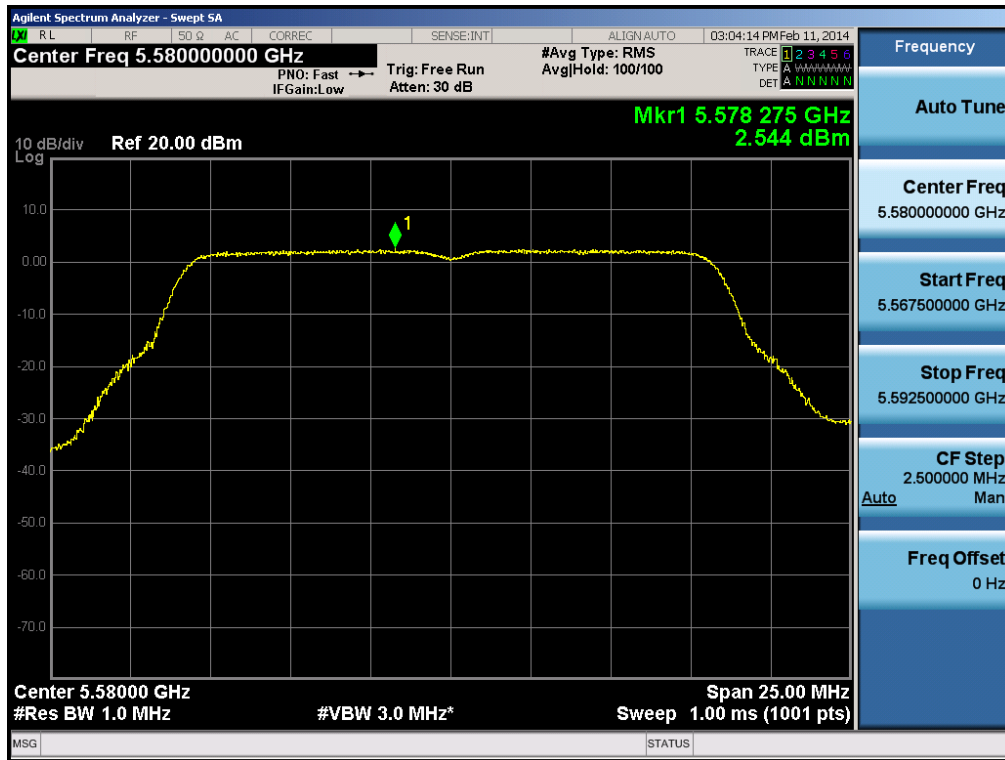 Agilent Spectrum Analyzer - Swept SA
LXI RL RF 50 Ω AC CORREC SENSE:INT ALIGN AUTO 03:04:14 PM Feb 11, 2014
Center Freq 5.580000000 GHz
PNO: Fast
IFGain:Low
Trig: Free Run
Atten: 30 dB
#Avg Type: RMS
Avg|Hold: 100/100
TRACE 1 2 3 4 5 6
TYPE A WWWWW
DET A N N N N N
Mkr1 5.578 275 GHz
2.544 dBm
10 dB/div Ref 20.00 dBm
Log
10.0
0.00
-10.0
-20.0
-30.0
-40.0
-50.0
-60.0
-70.0
1
Center 5.58000 GHz
Span 25.00 MHz
#Res BW 1.0 MHz
#VBW 3.0 MHz*
Sweep 1.00 ms (1001 pts)
MSG
STATUS
Frequency
Auto Tune
Center Freq
5.580000000 GHz
Start Freq
5.567500000 GHz
Stop Freq
5.592500000 GHz
CF Step
2.500000 MHz
Auto Man
Freq Offset
0 Hz